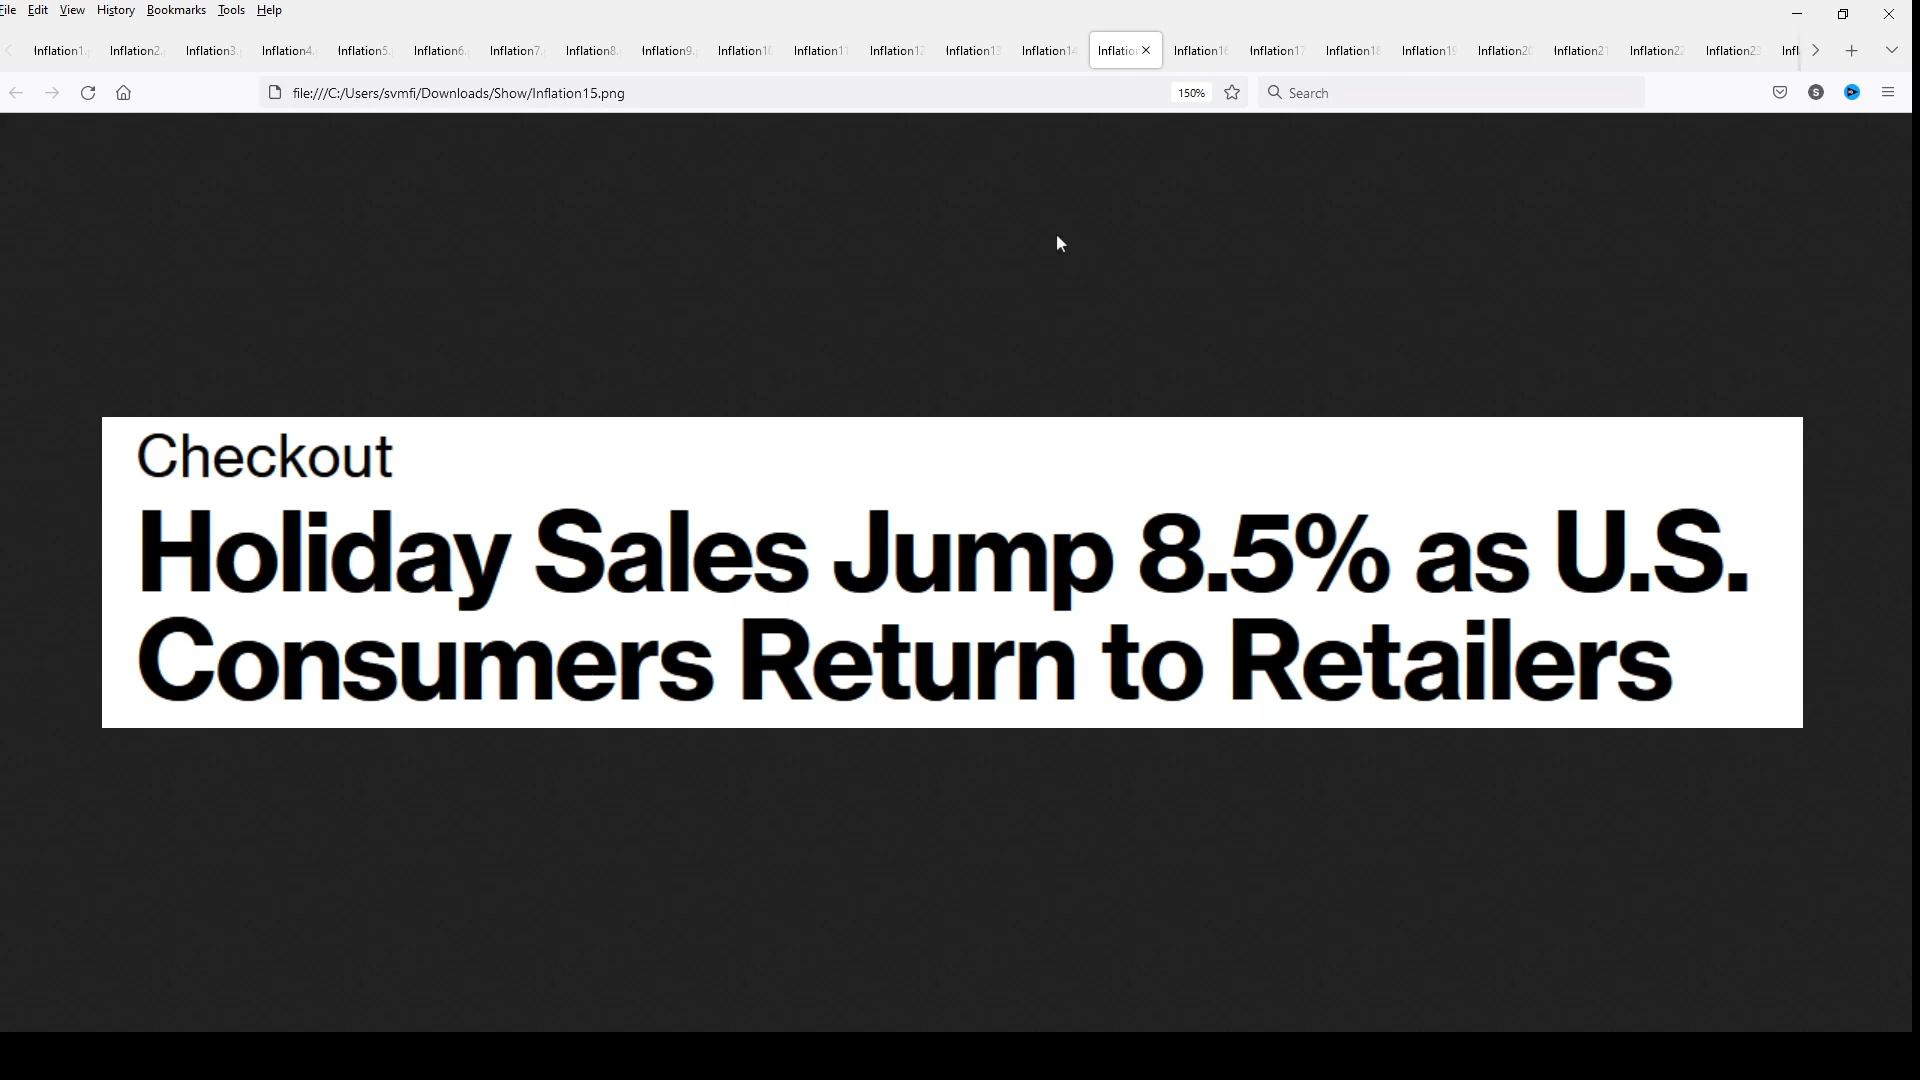 File Edit View History Bookmarks Tools Help
Inflation1. Inflation2. Inflation3. Inflation4. Inflation5. Inflation6. Inflation7. Inflation8. Inflation9. Inflation10 Inflation11 Inflation12 Inflation13 Inflation14 Inflatio Inflation16 Inflation17 Inflation18 Inflation19 Inflation20 Inflation21 Inflation22 Inflation23 Infl
file:///C:/Users/svmfi/Downloads/Show/Inflation15.png 150% Search S
Checkout
Holiday Sales Jump 8.5% as U.S.
Consumers Return to Retailers